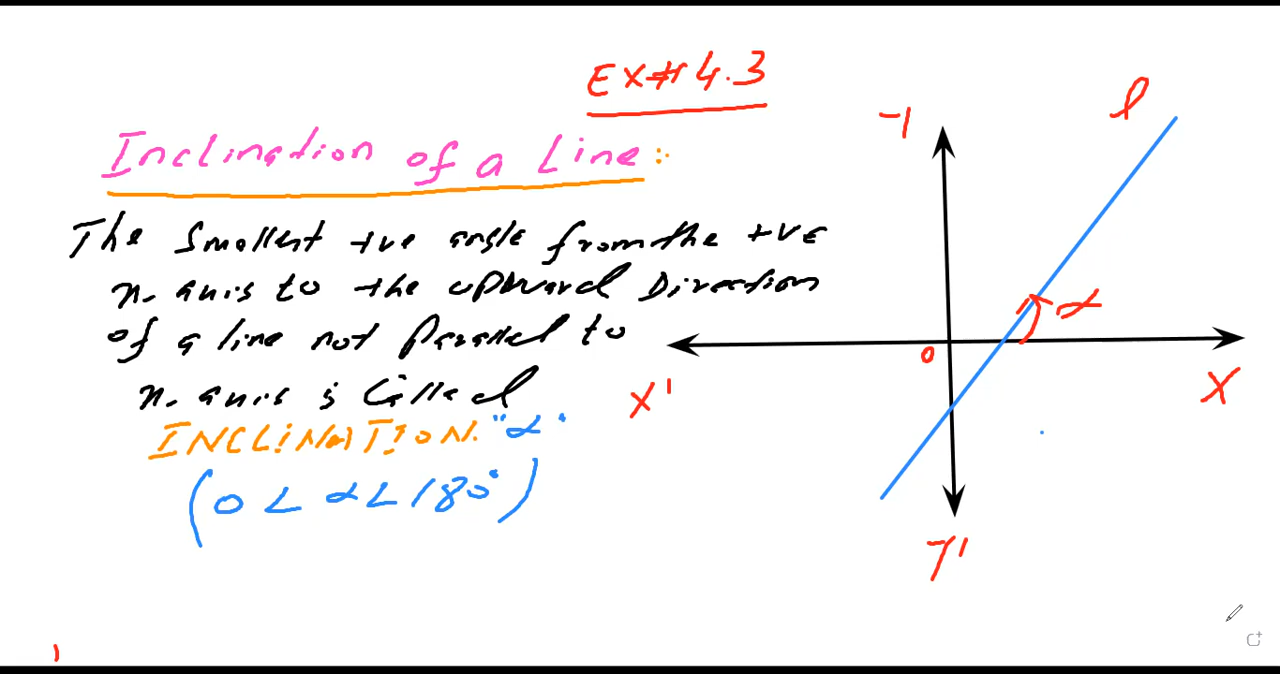 Ex# 4.3
Inclination of a Line :-
The smallest +ve angle from the +ve
x. axis to the upward Direction
of a line not Parallel to
x. axis is Called
INCLINATION. "α"
(0 < α < 180°)
l
α
O
X'
X
Y'